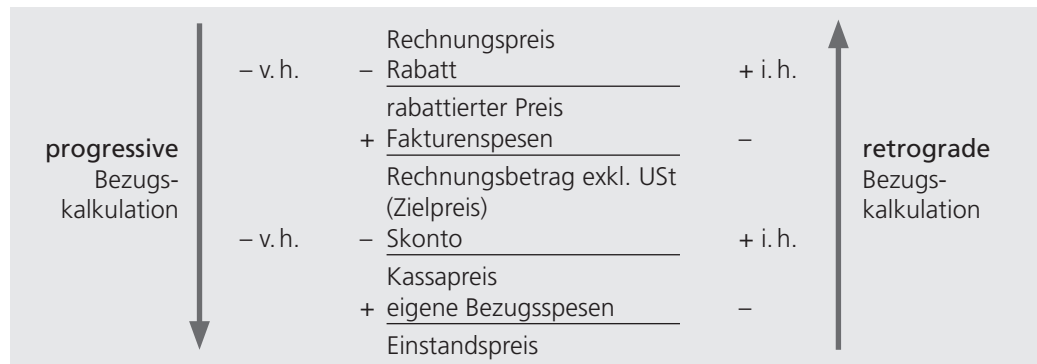 Rechnungspreis
– v. h. – Rabatt + i. h.
rabattierter Preis
+ Fakturenspesen –
progressive
Bezugs-
kalkulation
Rechnungsbetrag exkl. USt
(Zielpreis)
retrograde
Bezugs-
kalkulation
– v. h. – Skonto + i. h.
Kassapreis
+ eigene Bezugsspesen –
Einstandspreis